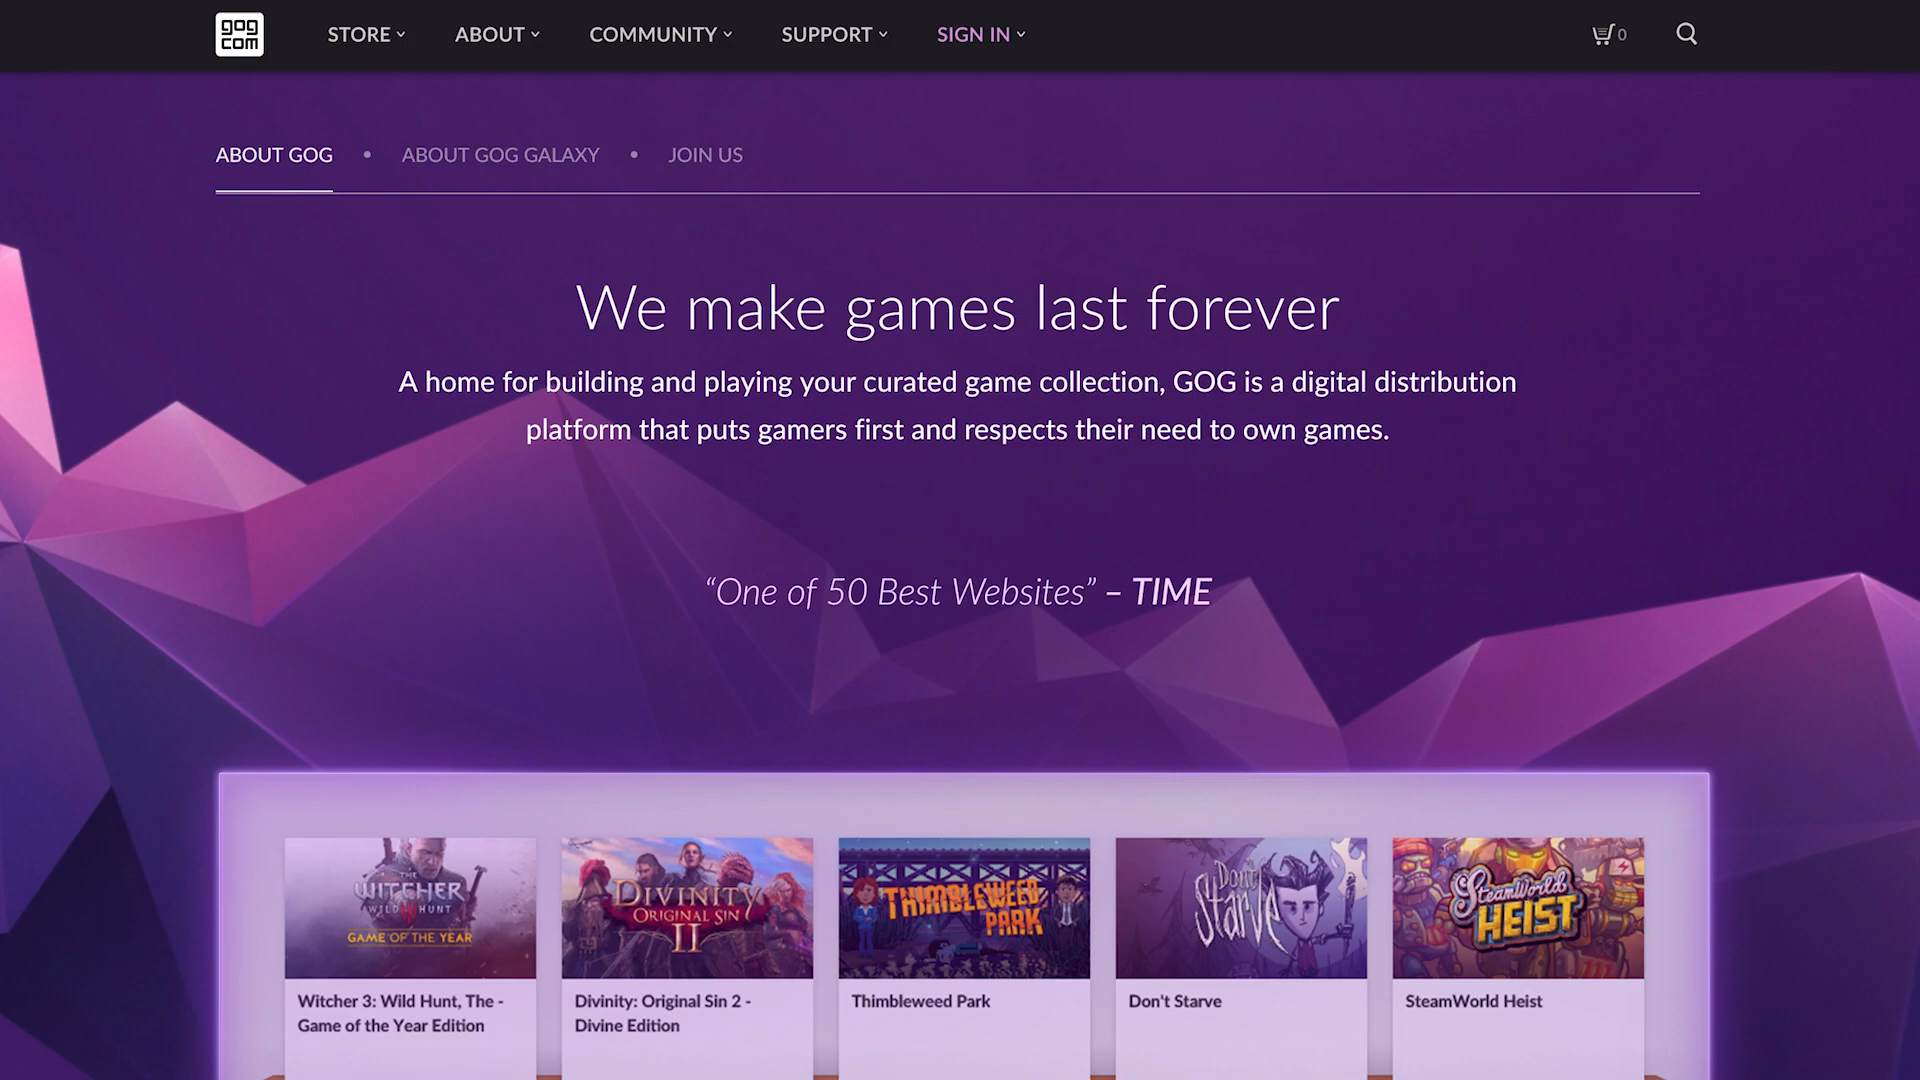 gog
com
STORE
ABOUT
COMMUNITY
SUPPORT
SIGN IN
0
ABOUT GOG • ABOUT GOG GALAXY • JOIN US
We make games last forever
A home for building and playing your curated game collection, GOG is a digital distribution
platform that puts gamers first and respects their need to own games.
“One of 50 Best Websites” – TIME
THE
WITCHER
WILD HUNT
GAME OF THE YEAR
DIVINITY
ORIGINAL SIN
II
THIMBLEWEED
PARK
Don't
Starve
SteamWorld
HEIST
Witcher 3: Wild Hunt, The -
Game of the Year Edition
Divinity: Original Sin 2 -
Divine Edition
Thimbleweed Park
Don't Starve
SteamWorld Heist